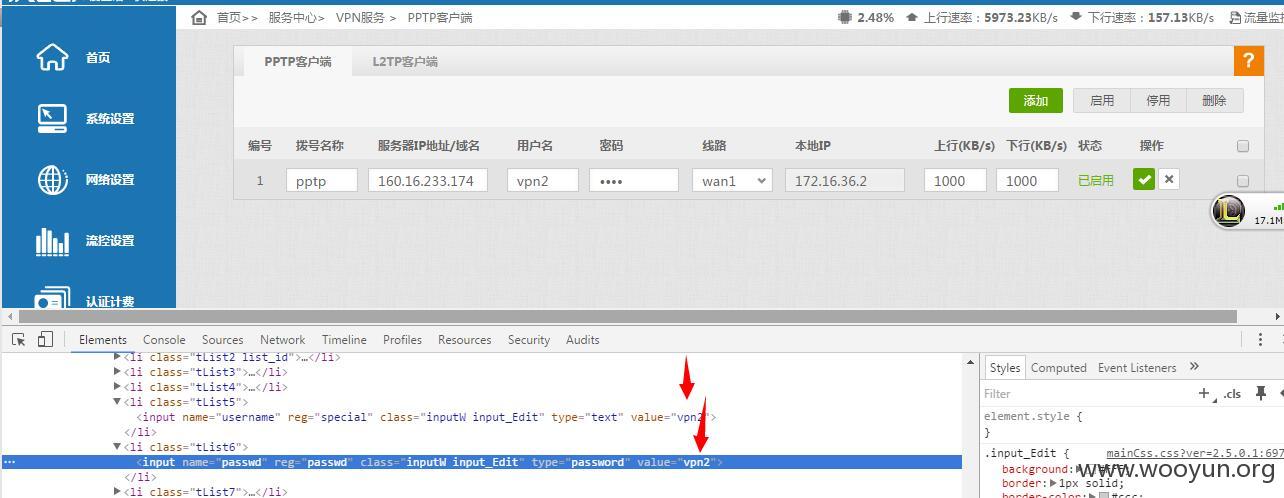 首页>> 服务中心> VPN服务 > PPTP客户端
2.48% 上行速率：5973.23KB/s 下行速率：157.13KB/s 流量监
首页
系统设置
网络设置
流控设置
认证计费
PPTP客户端 L2TP客户端 ?
添加 启用 停用 删除
编号 拨号名称 服务器IP地址/域名 用户名 密码 线路 本地IP 上行(KB/s) 下行(KB/s) 状态 操作
1 pptp 160.16.233.174 vpn2 •••• wan1 172.16.36.2 1000 1000 已启用
17.1M
Elements Console Sources Network Timeline Profiles Resources Security Audits
<li class="tList2 list_id">…</li>
<li class="tList3">…</li>
<li class="tList4">…</li>
<li class="tList5">
<input name="username" reg="special" class="inputW input_Edit" type="text" value="vpn2">
</li>
<li class="tList6">
<input name="passwd" reg="passwd" class="inputW input_Edit" type="password" value="vpn2">
</li>
<li class="tList7">
Styles Computed Event Listeners »
Filter + .cls
element.style {
}
.input_Edit { mainCss.css?ver=2.5.0.1:697
background:
border: 1px solid;
border-color: #ccc;
www.wooyun.org